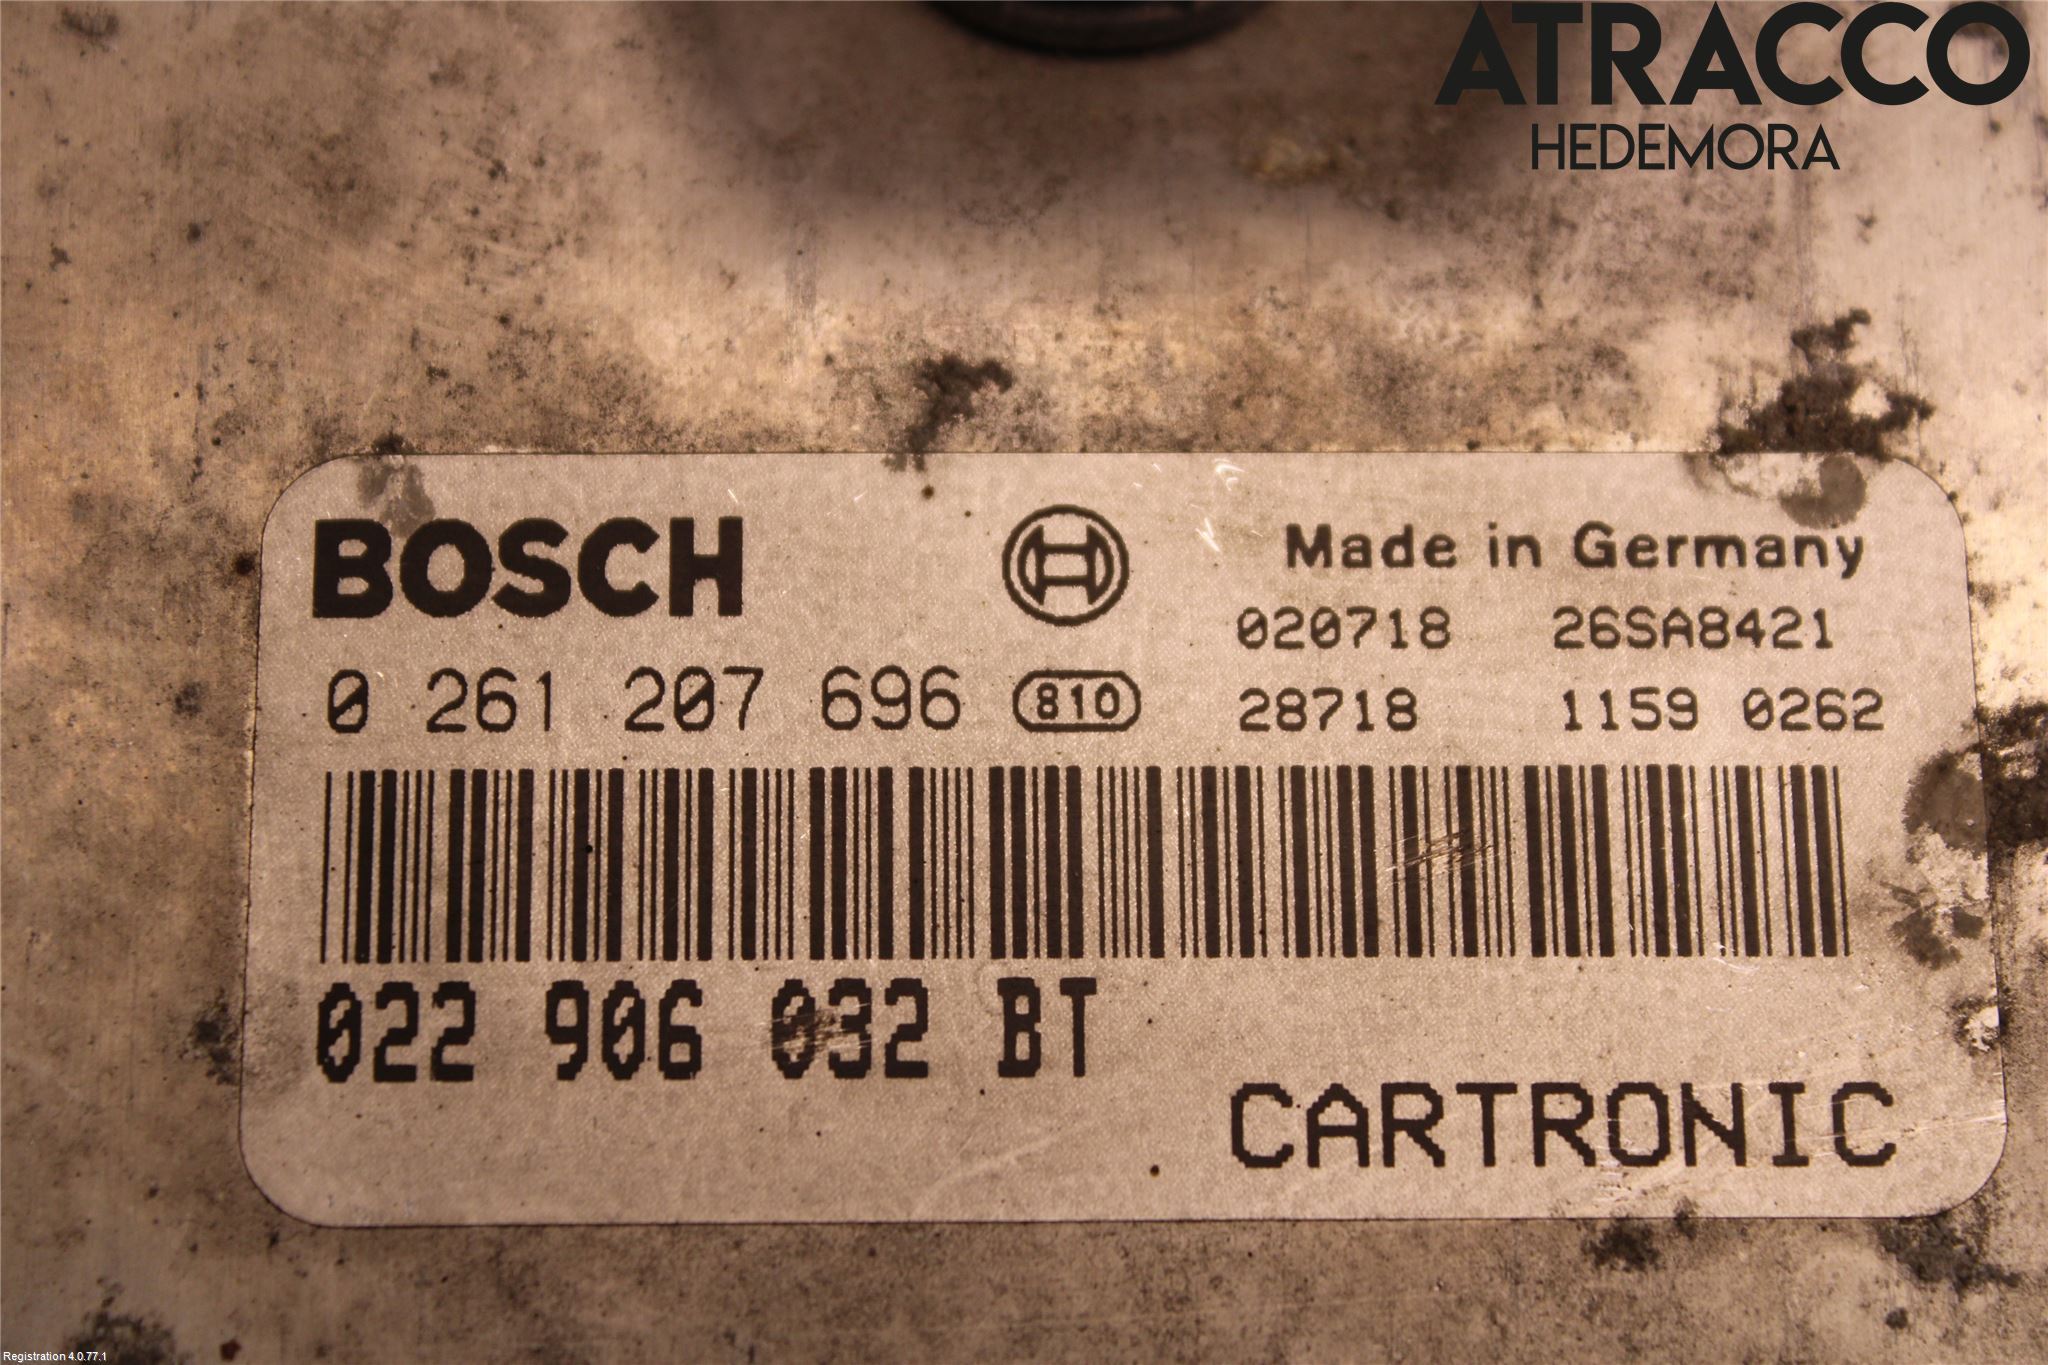 ATRACCO
HEDEMORA
BOSCH
Made in Germany
020718 26SA8421
0 261 207 696 810 28718 1159 0262
022 906 032 BT
CARTRONIC
Registration 4.0.77.1